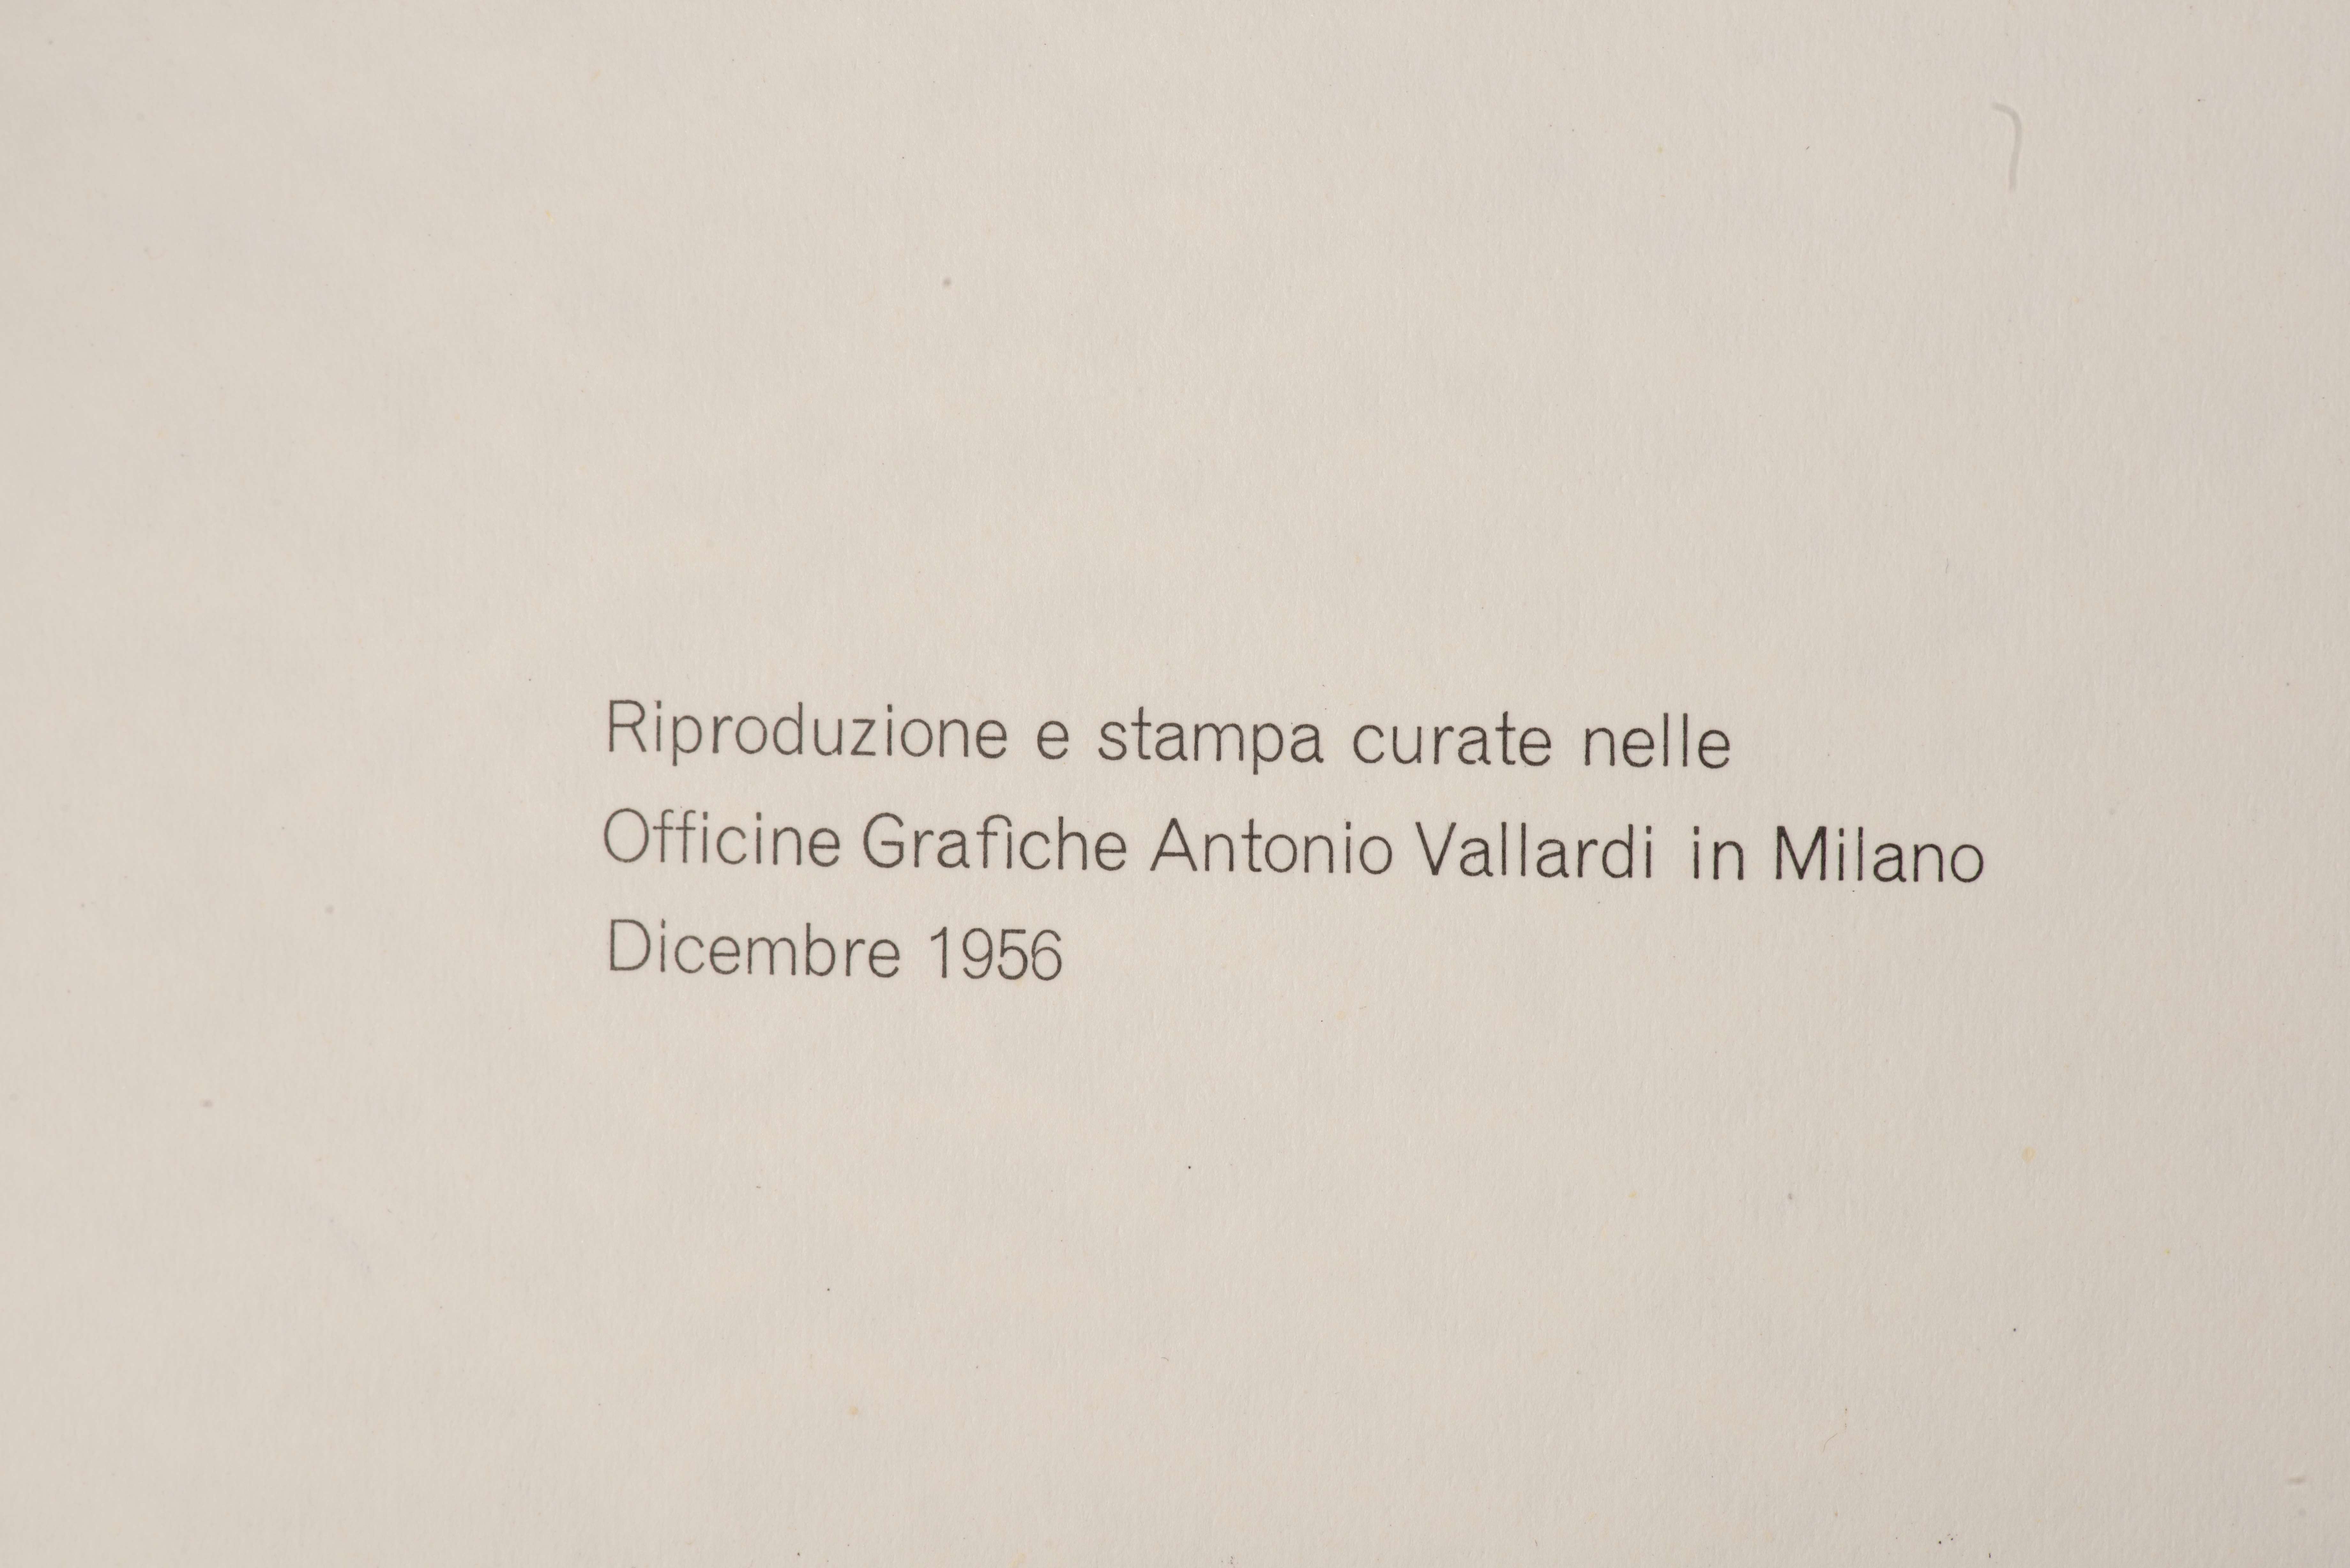 Riproduzione e stampa curate nelle
Officine Grafiche Antonio Vallardi in Milano
Dicembre 1956